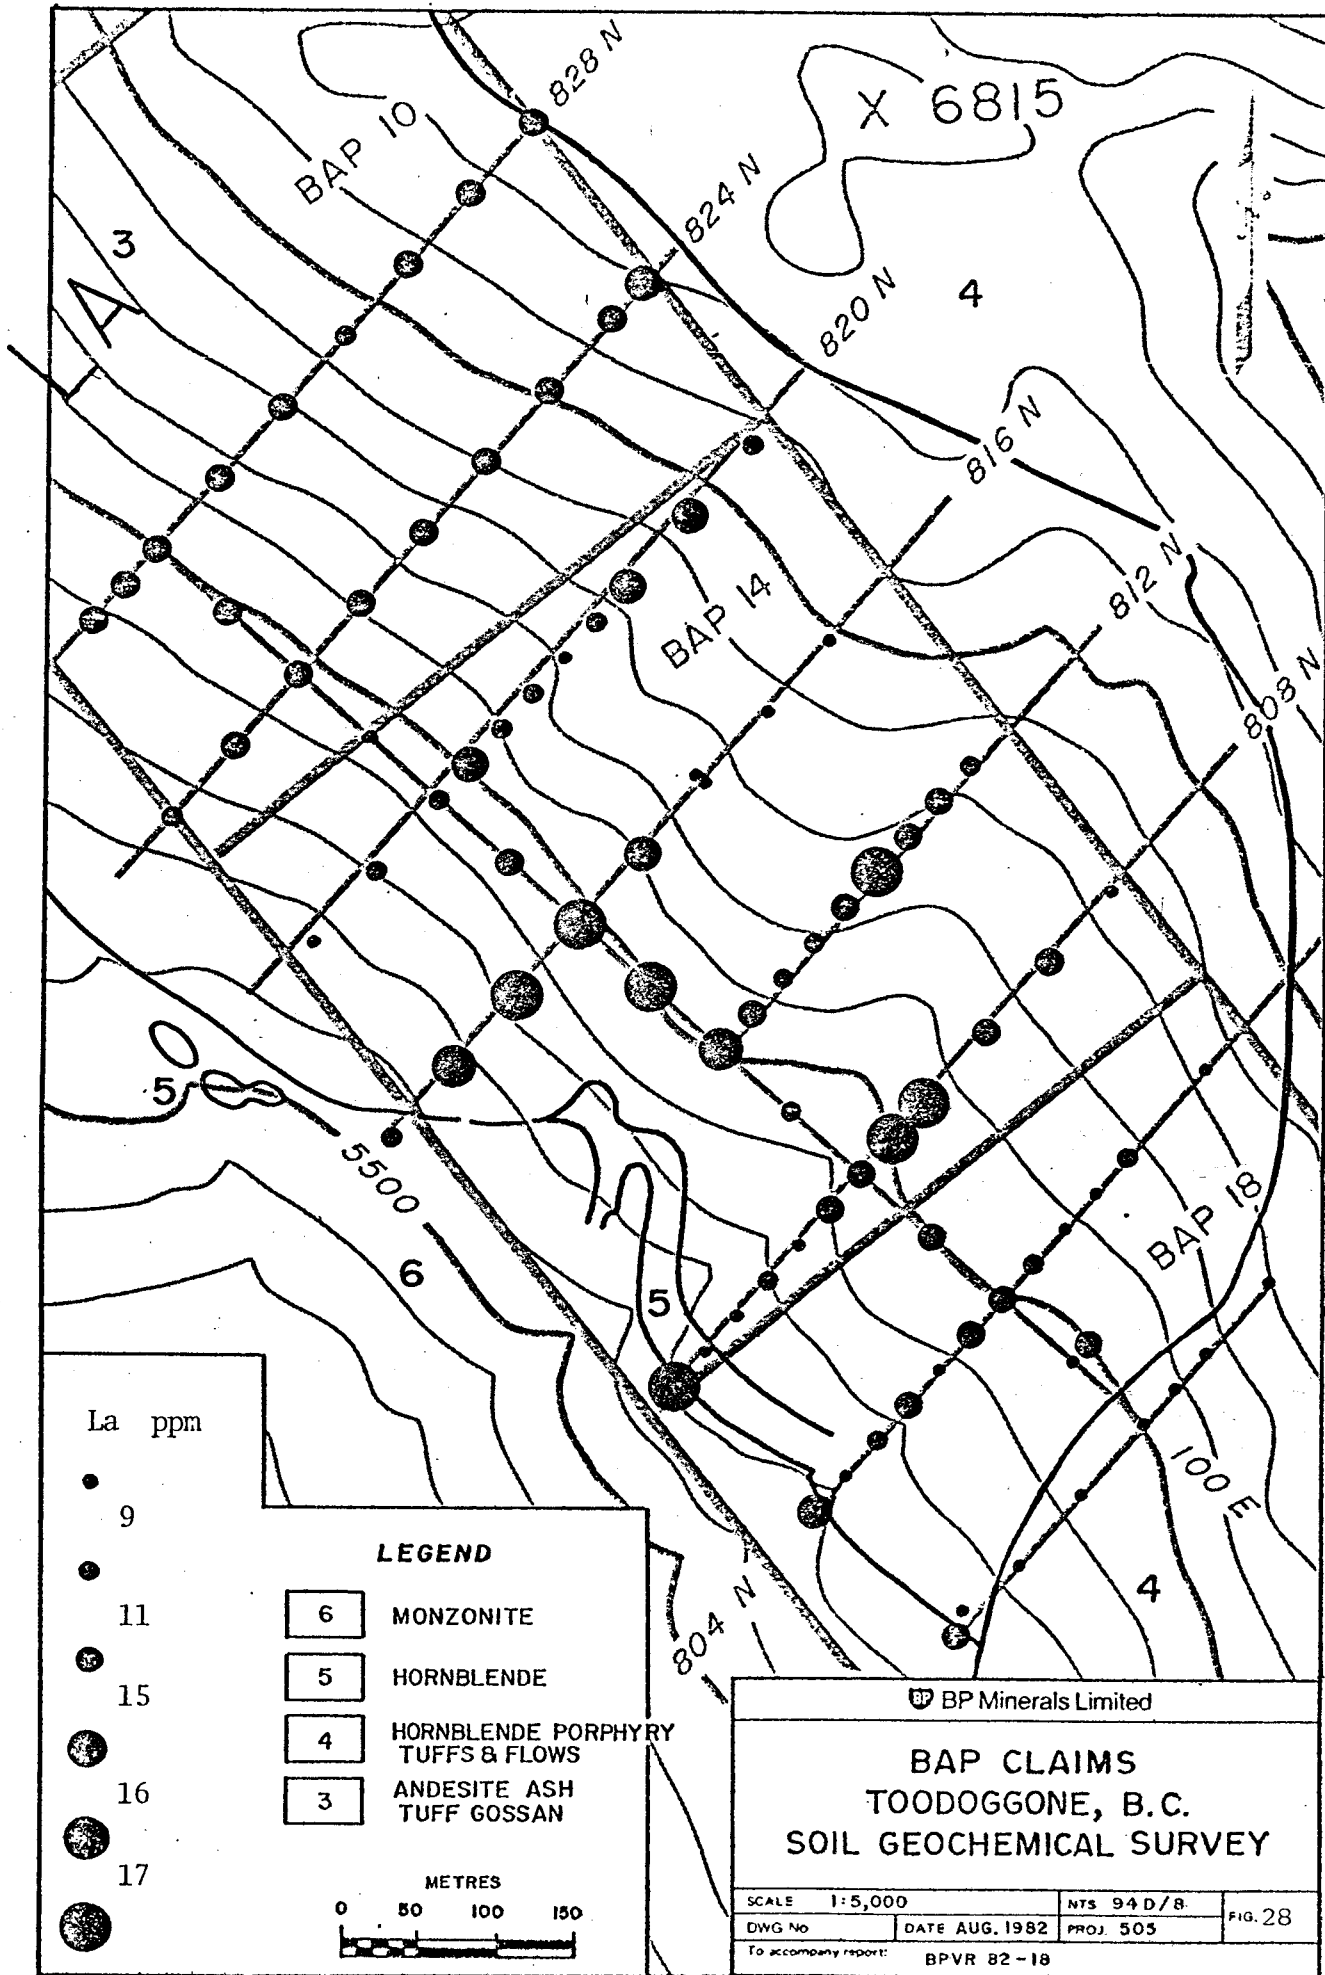 828 N
BAP 10
X 6815
824 N
3
4
820 N
816 N
812 N
BAP 14
808 N
5
5500
BAP 18
6
5
100 E
4
804 N
La ppm
9
11
15
16
17
LEGEND
6 MONZONITE
5 HORNBLENDE
4 HORNBLENDE PORPHYRY
TUFFS & FLOWS
3 ANDESITE ASH
TUFF GOSSAN
METRES
0 50 100 150
BP BP Minerals Limited
BAP CLAIMS
TOODOGGONE, B.C.
SOIL GEOCHEMICAL SURVEY
SCALE 1:5,000
NTS 94 D/8
FIG. 28
DWG No
DATE AUG. 1982
PROJ. 505
To accompany report: BPVR 82-18